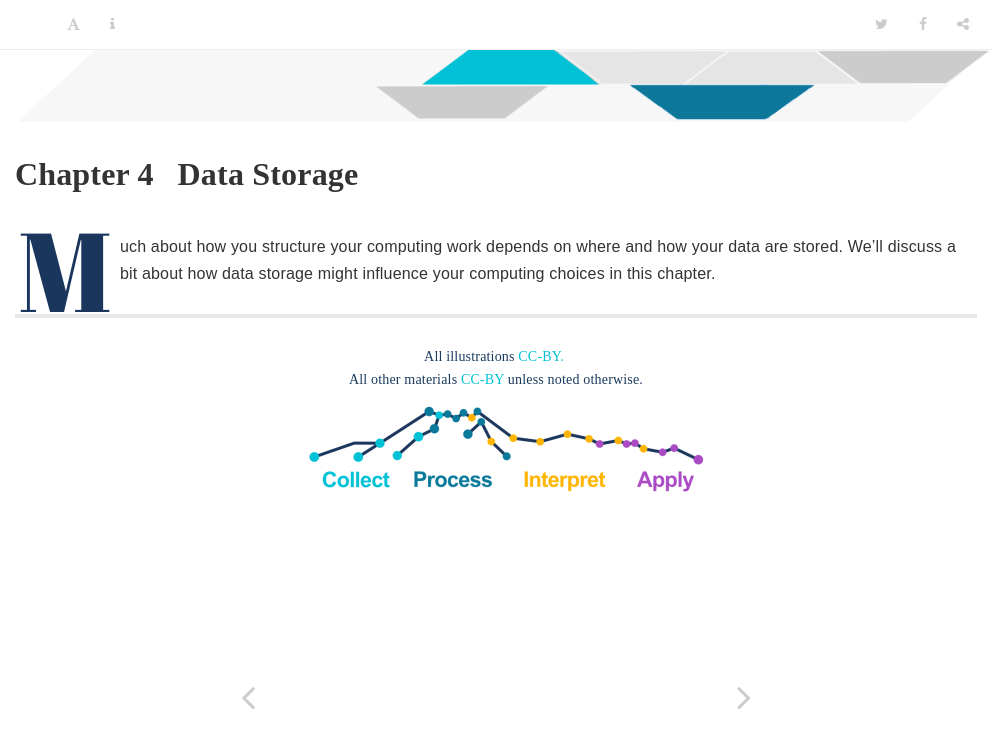 Chapter 4 Data Storage
Much about how you structure your computing work depends on where and how your data are stored. We’ll discuss a
bit about how data storage might influence your computing choices in this chapter.
All illustrations CC-BY.
All other materials CC-BY unless noted otherwise.
Collect Process Interpret Apply